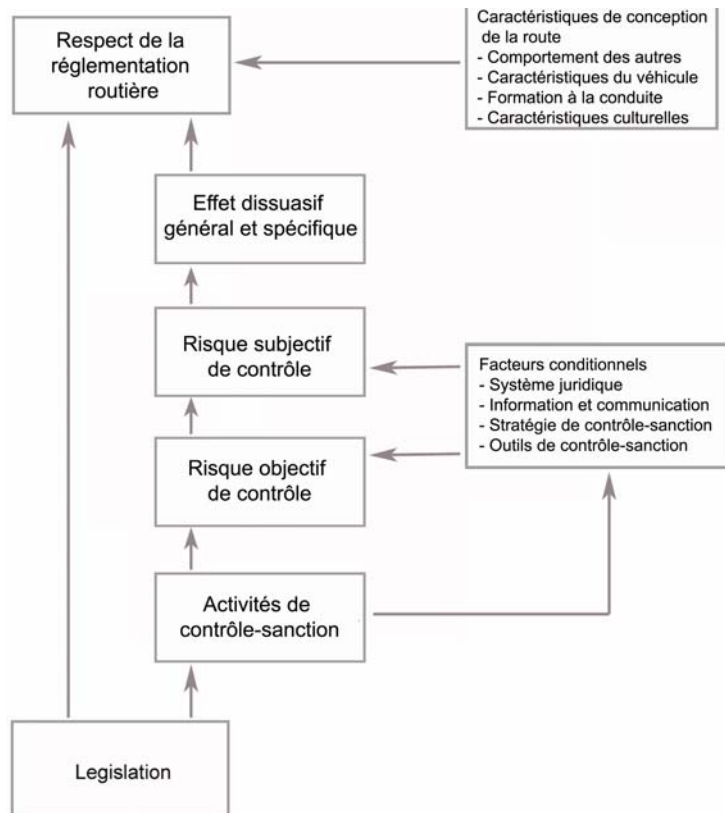 Respect de la
réglementation
routière
Caractéristiques de conception
de la route
- Comportement des autres
- Caractéristiques du véhicule
- Formation à la conduite
- Caractéristiques culturelles
Effet dissuasif
général et spécifique
Risque subjectif
de contrôle
Facteurs conditionnels
- Système juridique
- Information et communication
- Stratégie de contrôle-sanction
- Outils de contrôle-sanction
Risque objectif
de contrôle
Activités de
contrôle-sanction
Legislation